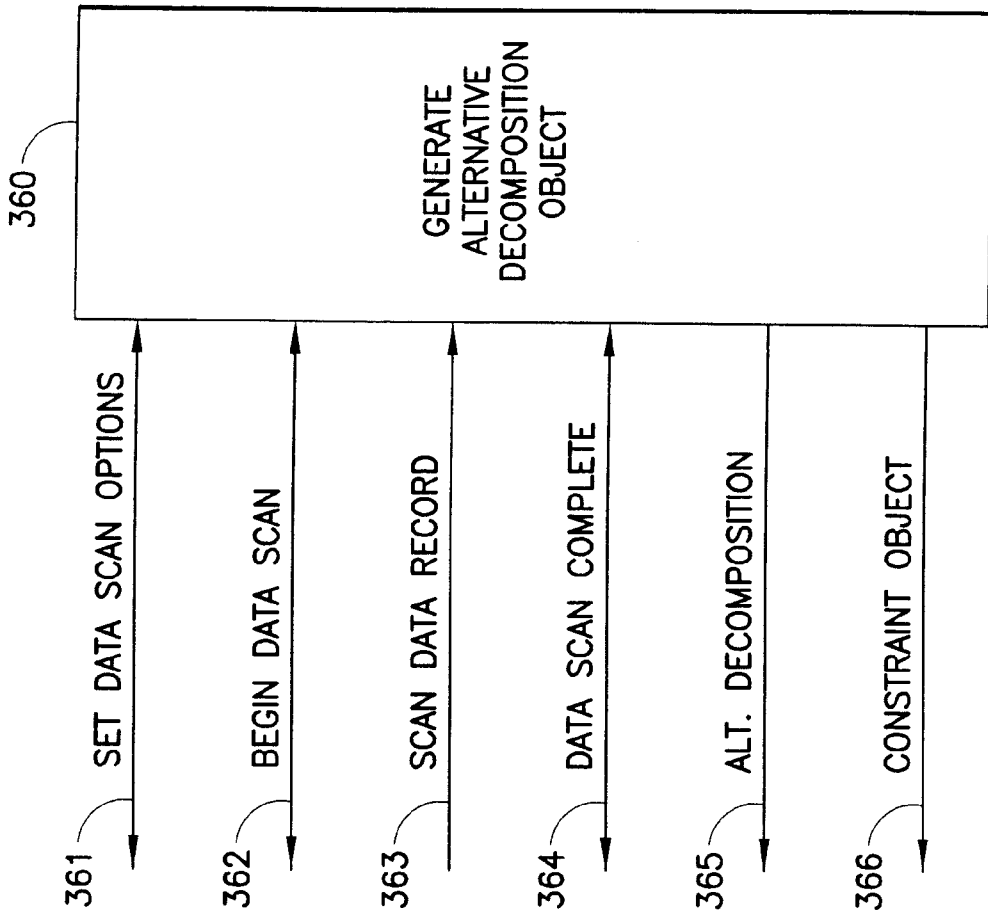 360
GENERATE
ALTERNATIVE
DECOMPOSITION
OBJECT
361
SET DATA SCAN OPTIONS
362
BEGIN DATA SCAN
363
SCAN DATA RECORD
364
DATA SCAN COMPLETE
365
ALT. DECOMPOSITION
366
CONSTRAINT OBJECT